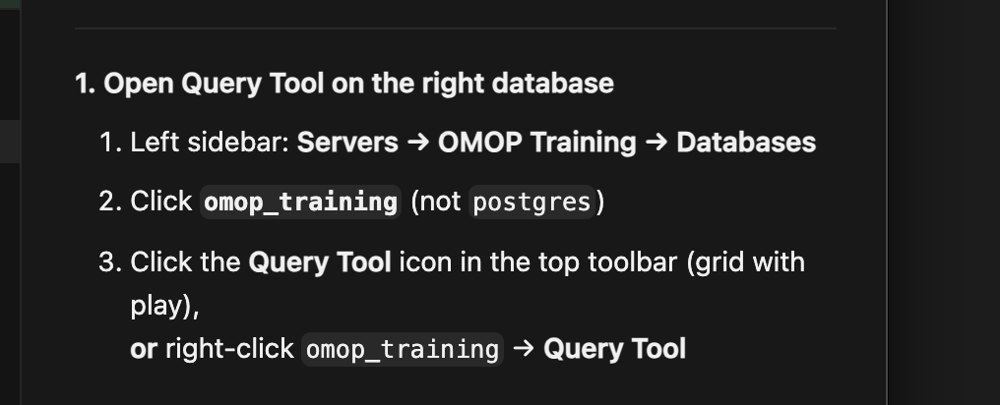 1. Open Query Tool on the right database
1. Left sidebar: Servers → OMOP Training → Databases
2. Click omop_training (not postgres)
3. Click the Query Tool icon in the top toolbar (grid with
play),
or right-click omop_training → Query Tool